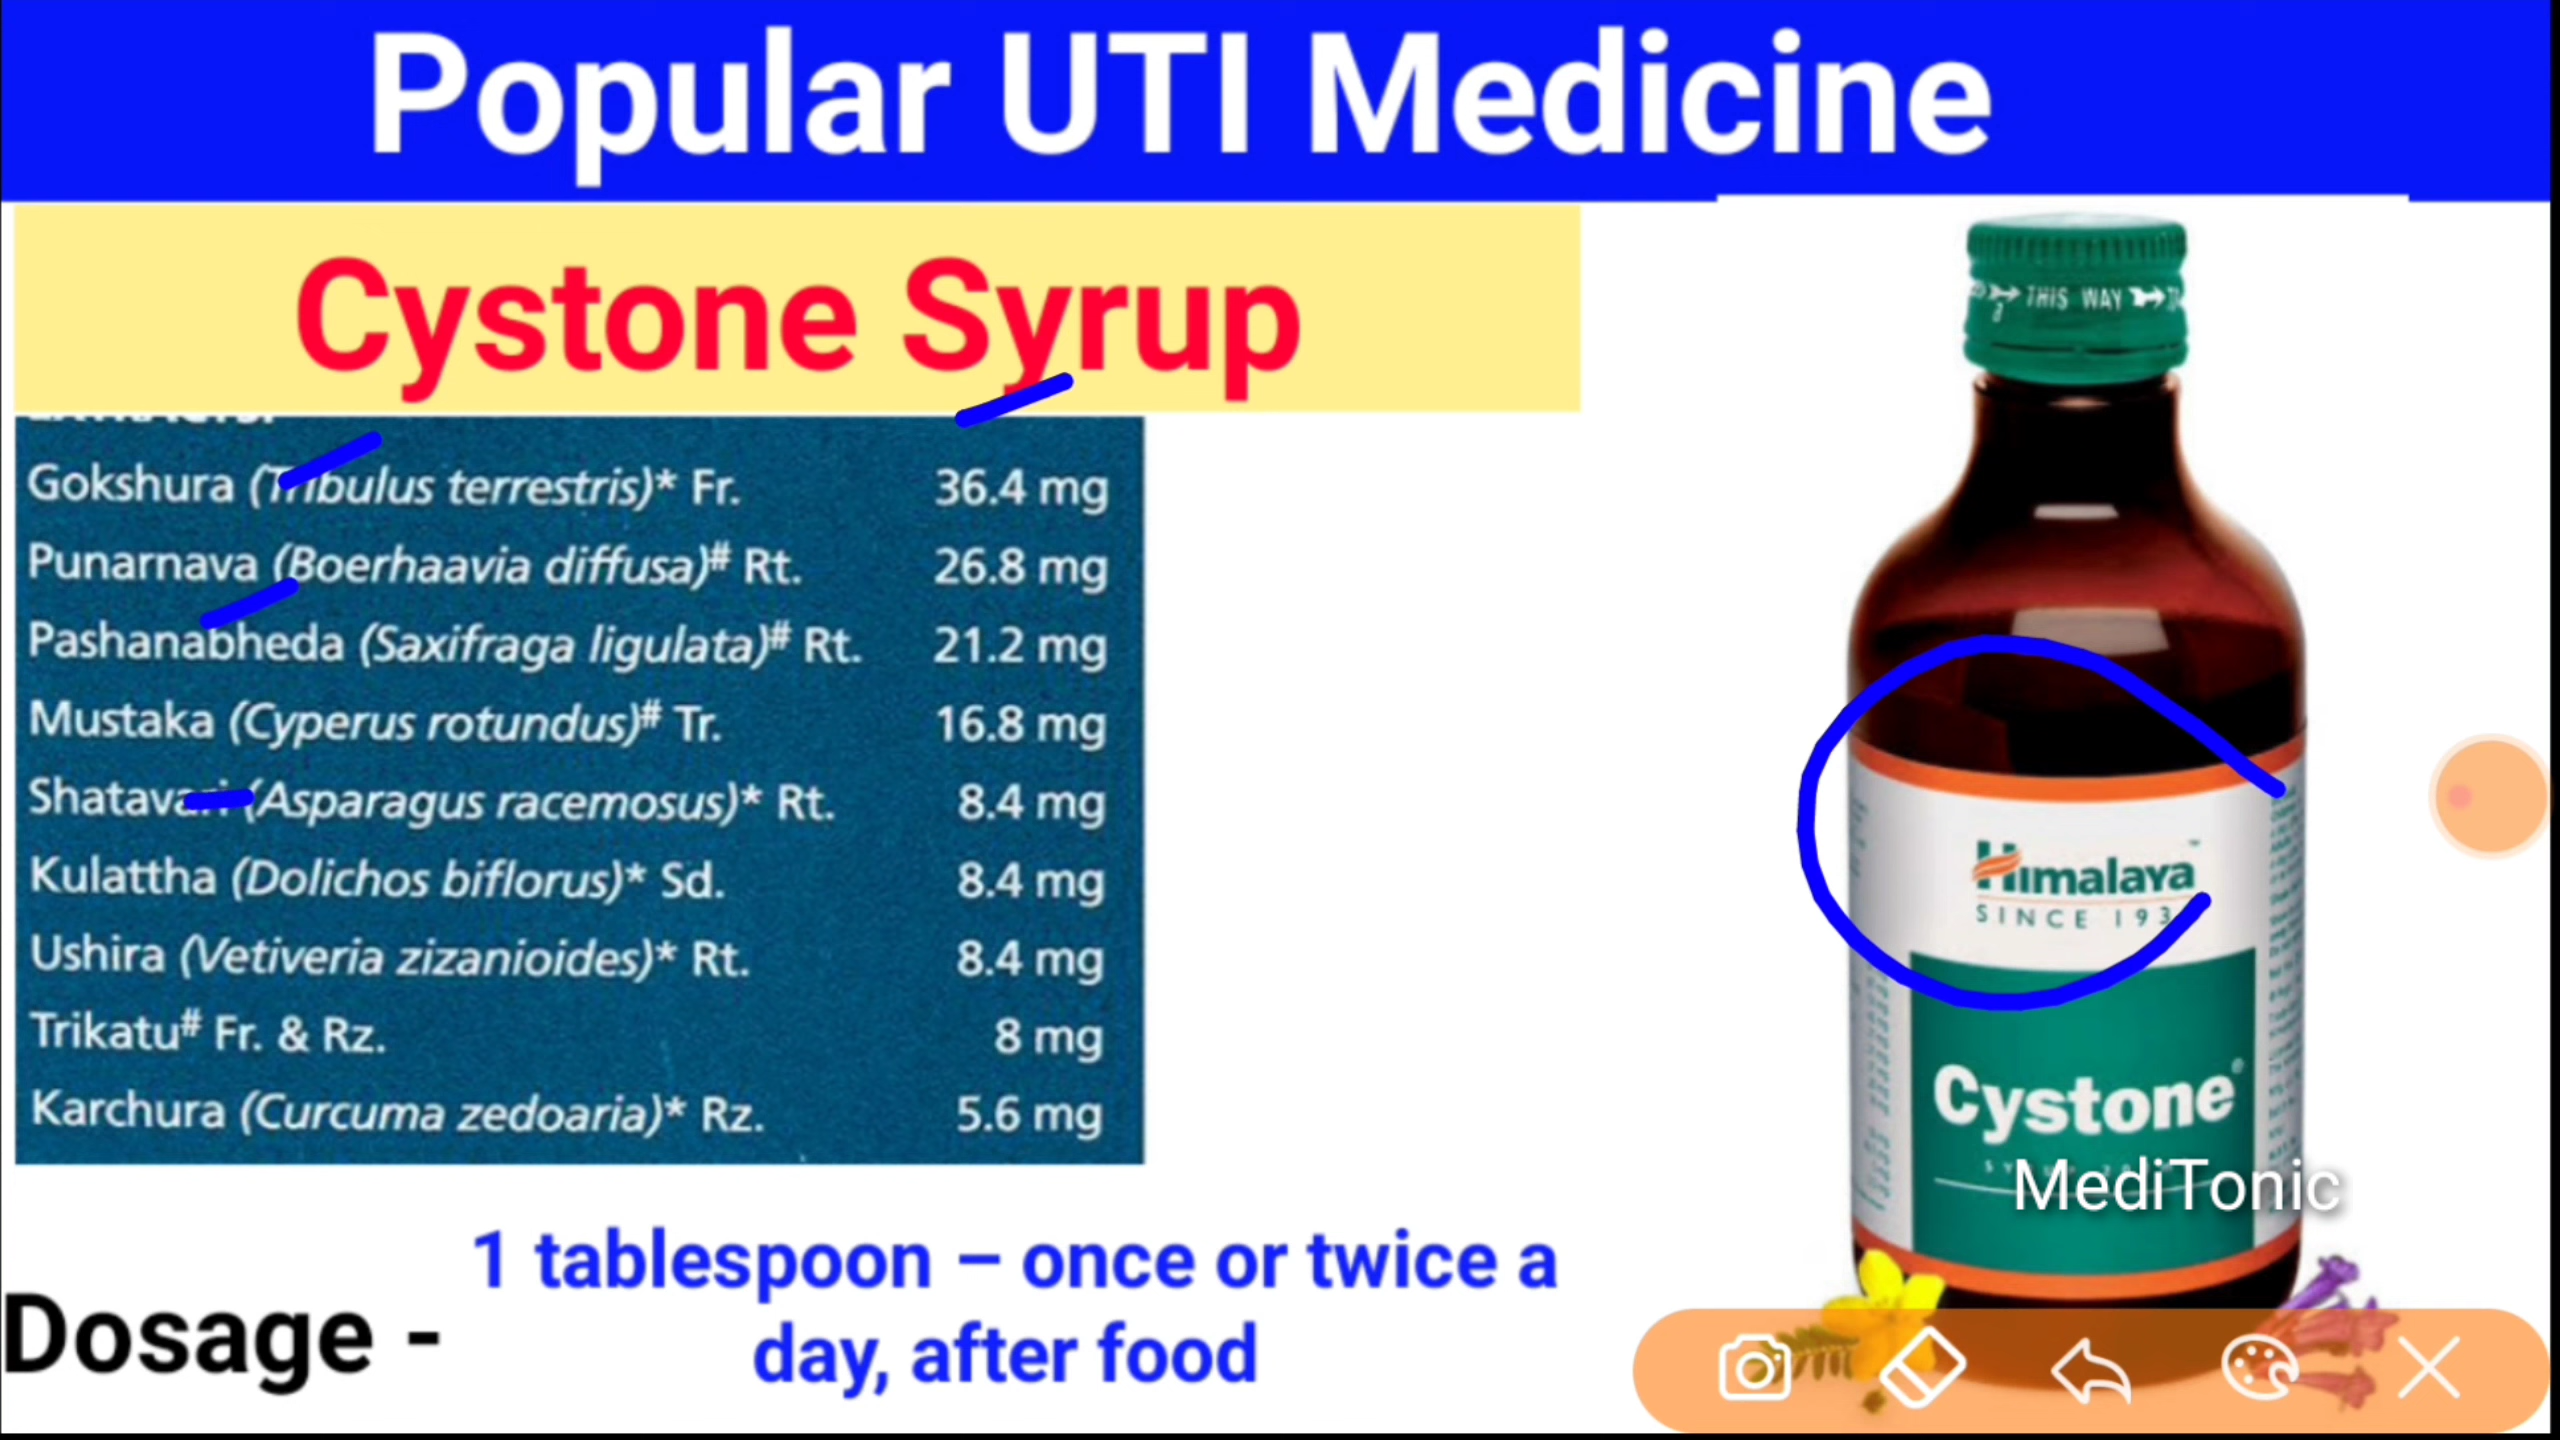 Popular UTI Medicine
Cystone Syrup
Gokshura (Tribulus terrestris)* Fr. 36.4 mg
Punarnava (Boerhaavia diffusa)# Rt. 26.8 mg
Pashanabheda (Saxifraga ligulata)# Rt. 21.2 mg
Mustaka (Cyperus rotundus)# Tr. 16.8 mg
Shatavari (Asparagus racemosus)* Rt. 8.4 mg
Kulattha (Dolichos biflorus)* Sd. 8.4 mg
Ushira (Vetiveria zizanioides)* Rt. 8.4 mg
Trikatu# Fr. & Rz. 8 mg
Karchura (Curcuma zedoaria)* Rz. 5.6 mg
Dosage -
1 tablespoon – once or twice a
day, after food
THIS WAY
Himalaya™
SINCE 193
Cystone®
MediTonic